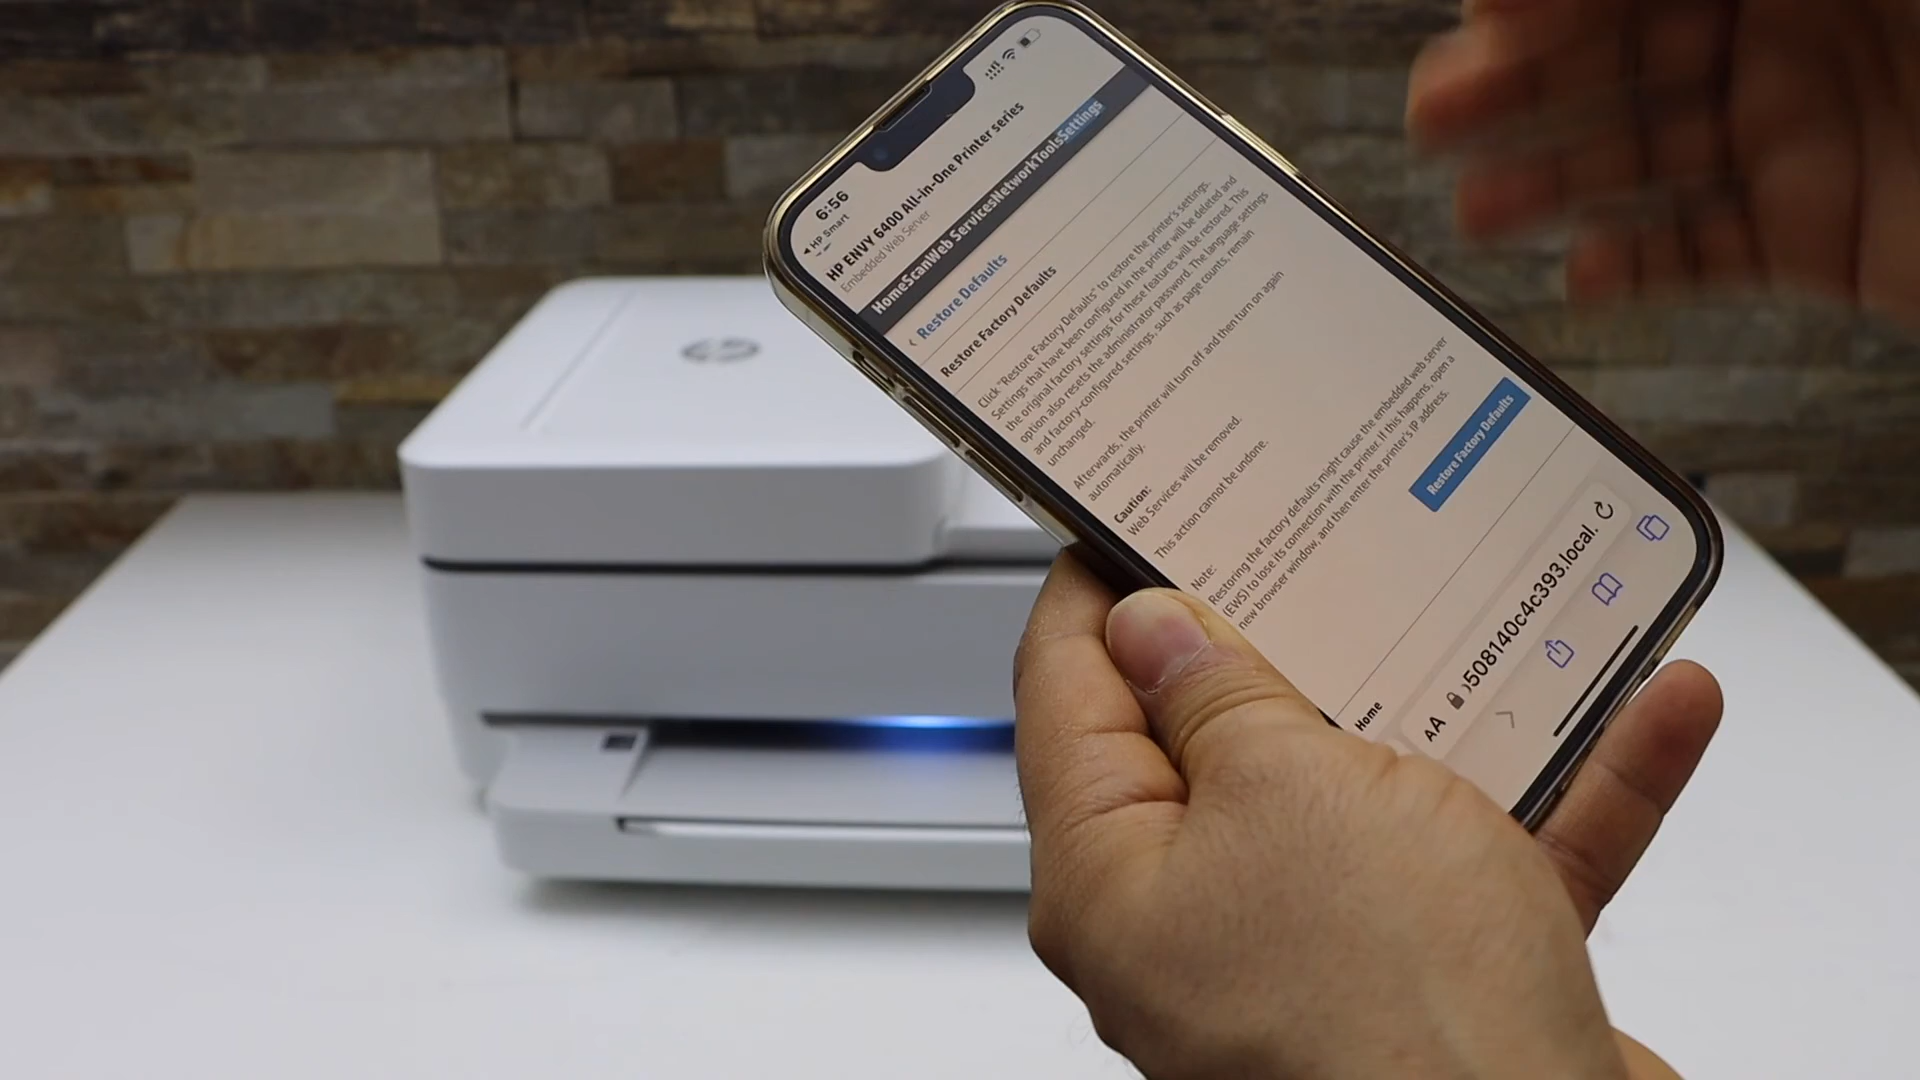 6:56
◀ HP Smart
HP ENVY 6400 All-in-One Printer series
Embedded Web Server
HomeScanWeb ServicesNetworkToolsSettings
‹ Restore Defaults
Restore Factory Defaults
Click "Restore Factory Defaults" to restore the printer's settings.
Settings that have been configured in the printer will be deleted and
the original factory settings for these features will be restored. This
option also resets the administrator password. The language settings
and factory-configured settings, such as page counts, remain
unchanged.
Afterwards, the printer will turn off and then turn on again
automatically.
Caution:
Web Services will be removed.
This action cannot be undone.
Note:
Restoring the factory defaults might cause the embedded web server
(EWS) to lose its connection with the printer. If this happens, open a
new browser window, and then enter the printer's IP address.
Restore Factory Defaults
Home
AA 508140c4c393.local.
hp